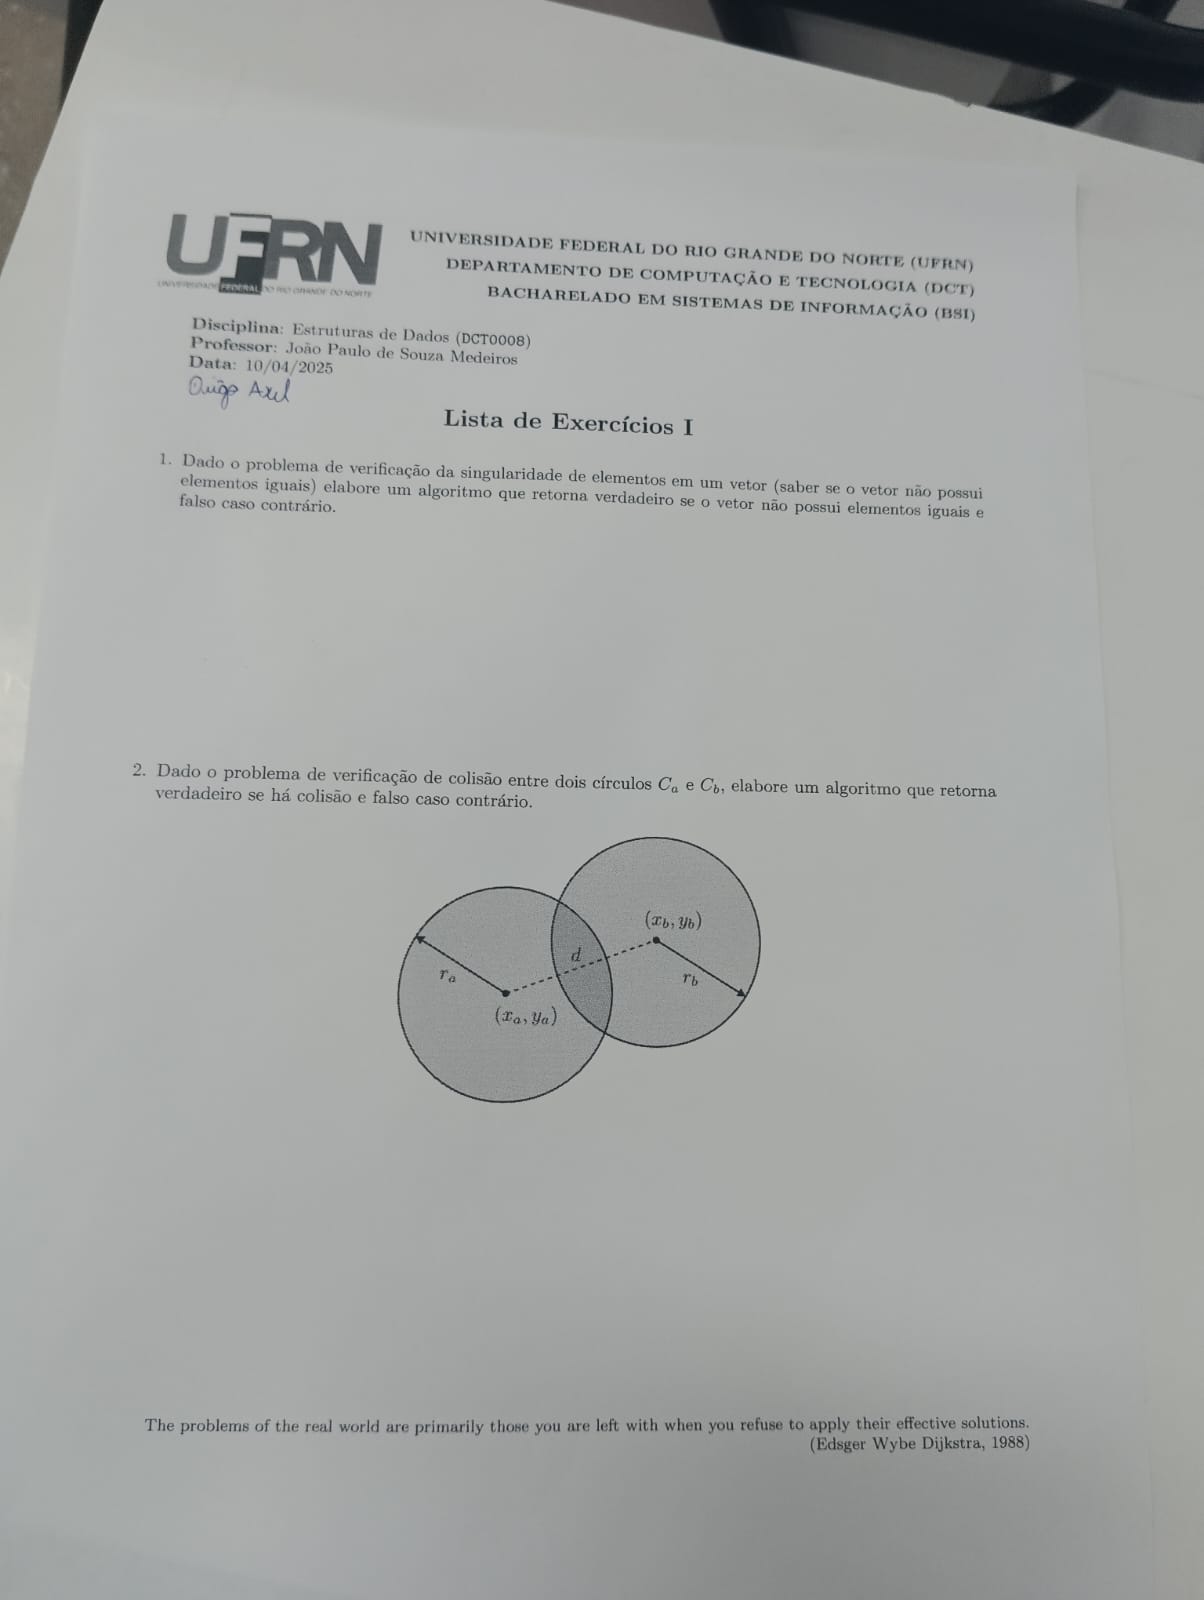 UFRN
UNIVERSIDADE FEDERAL DO RIO GRANDE DO NORTE
UNIVERSIDADE FEDERAL DO RIO GRANDE DO NORTE (UFRN)
DEPARTAMENTO DE COMPUTAÇÃO E TECNOLOGIA (DCT)
BACHARELADO EM SISTEMAS DE INFORMAÇÃO (BSI)
Disciplina: Estruturas de Dados (DCT0008)
Professor: João Paulo de Souza Medeiros
Data: 10/04/2025
Axel
Lista de Exercícios I
1. Dado o problema de verificação da singularidade de elementos em um vetor (saber se o vetor não possui
elementos iguais) elabore um algoritmo que retorna verdadeiro se o vetor não possui elementos iguais e
falso caso contrário.
2. Dado o problema de verificação de colisão entre dois círculos Cₐ e C_b, elabore um algoritmo que retorna
verdadeiro se há colisão e falso caso contrário.
(x_b, y_b)
d
rₐ
r_b
(xₐ, yₐ)
The problems of the real world are primarily those you are left with when you refuse to apply their effective solutions.
(Edsger Wybe Dijkstra, 1988)